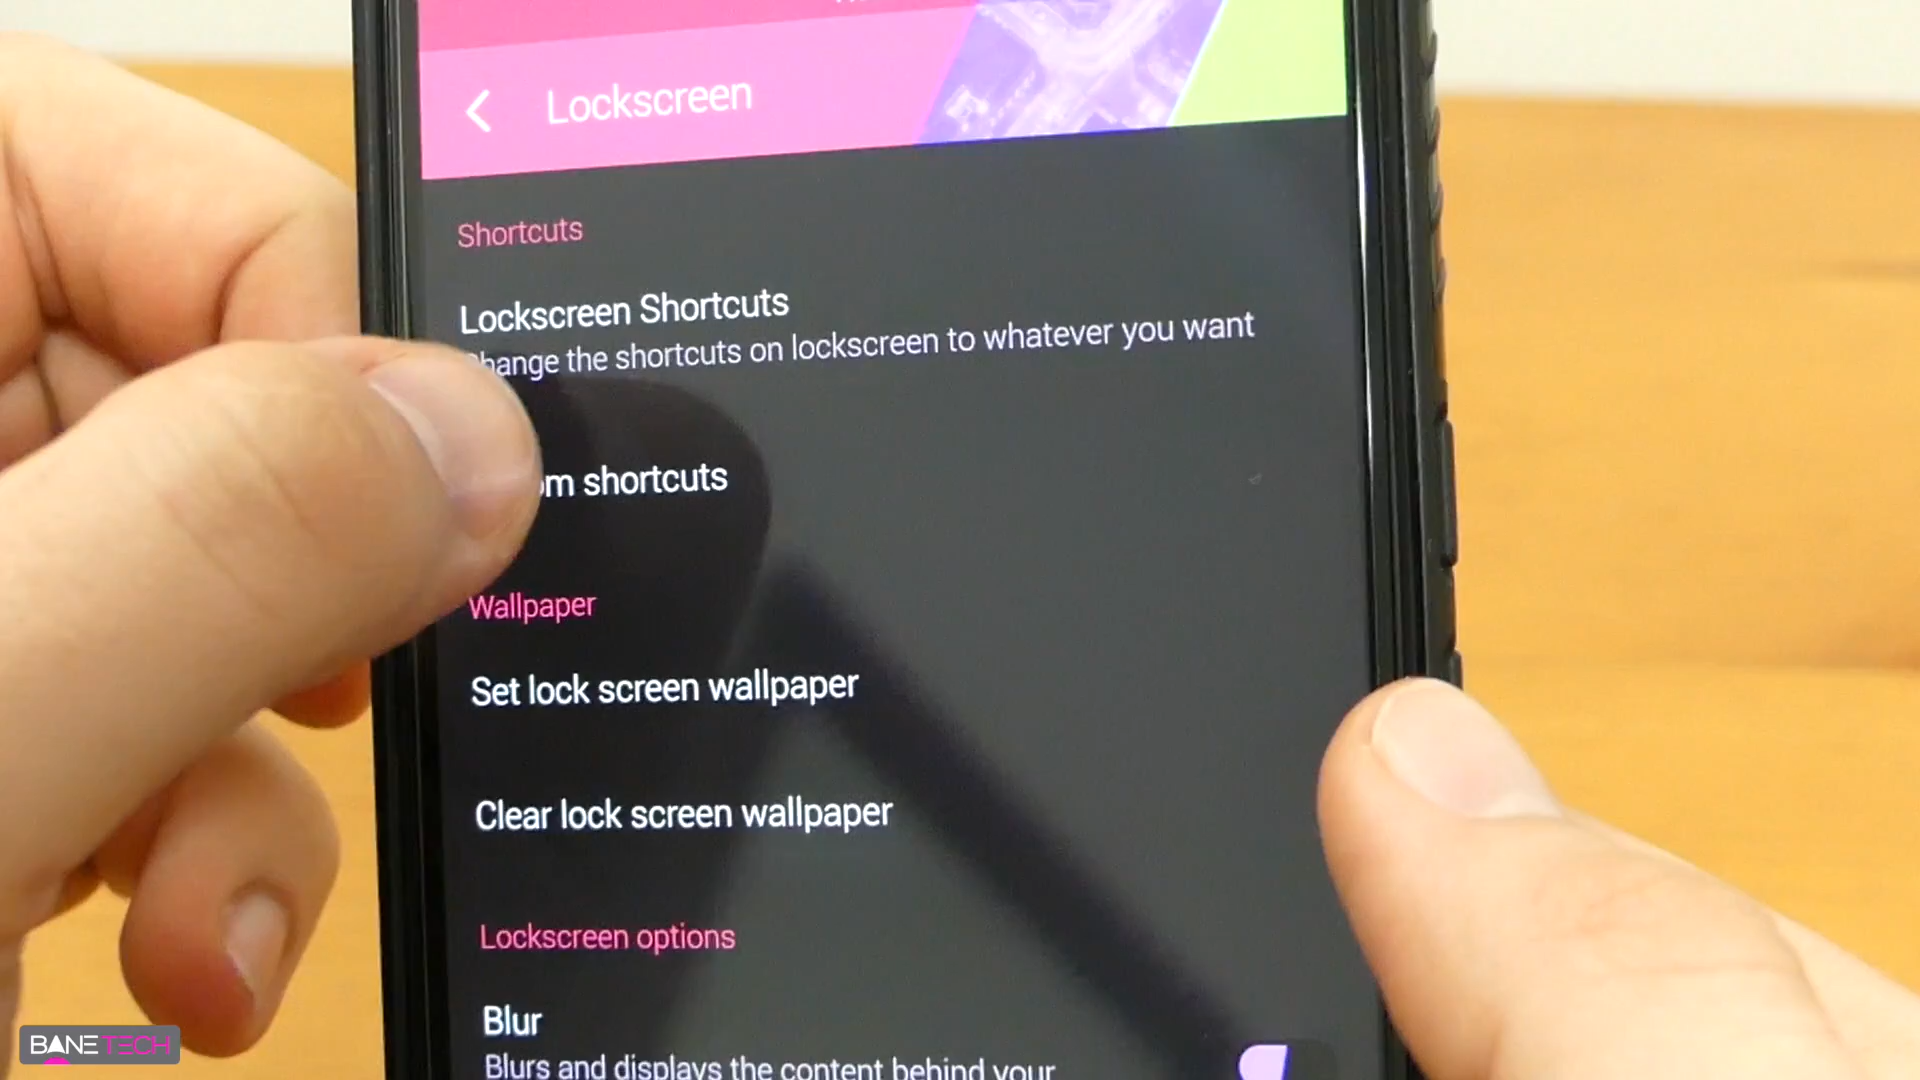 Lockscreen
Shortcuts
Lockscreen Shortcuts
hange the shortcuts on lockscreen to whatever you want
om shortcuts
Wallpaper
Set lock screen wallpaper
Clear lock screen wallpaper
Lockscreen options
Blur
Blurs and displays the content behind your
BANETECH